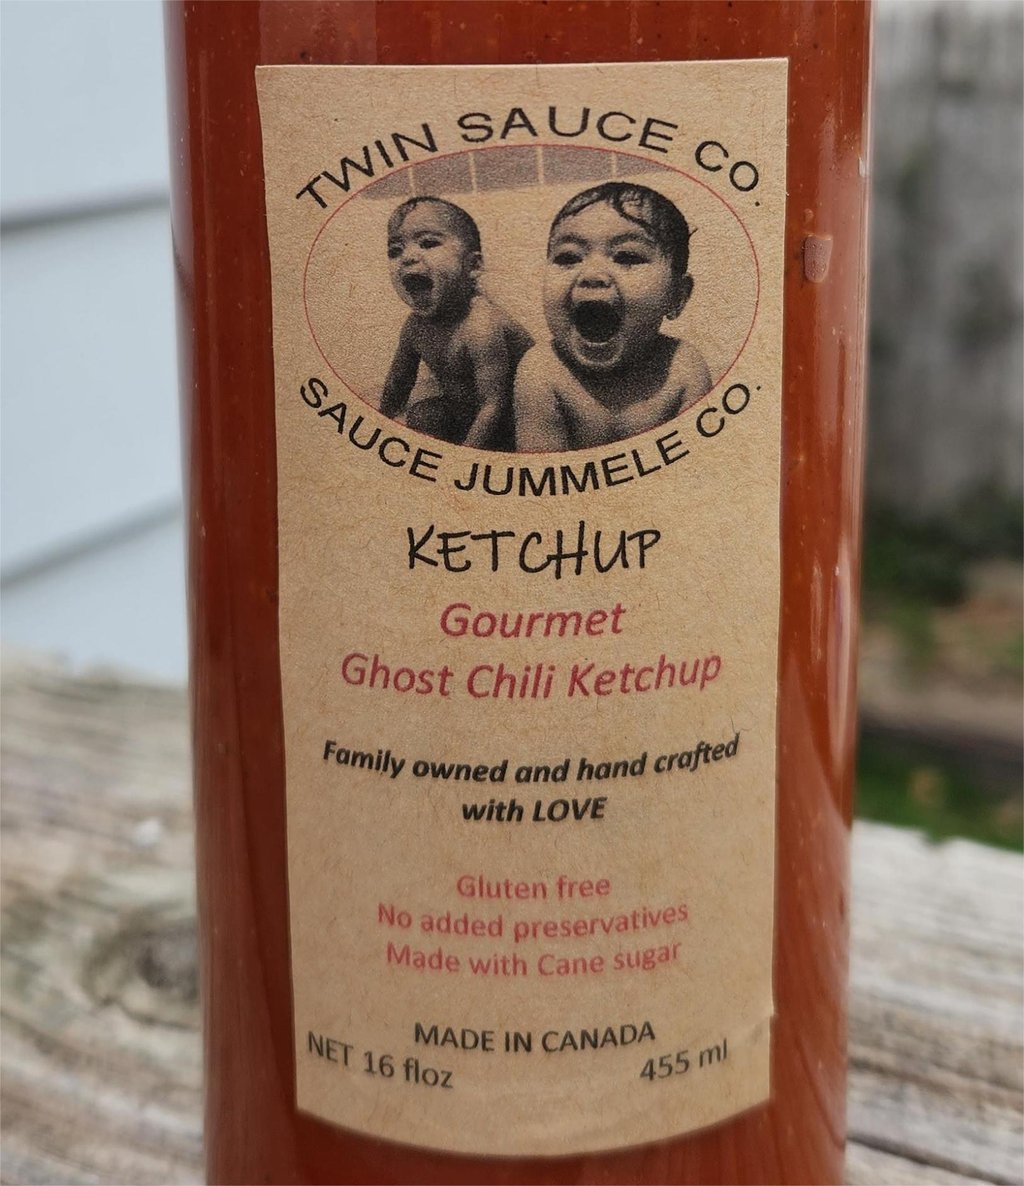 TWIN SAUCE CO.
SAUCE JUMMELE CO.
KETCHUP
Gourmet
Ghost Chili Ketchup
Family owned and hand crafted
with LOVE
Gluten free
No added preservatives
Made with Cane sugar
MADE IN CANADA
NET 16 floz 455 ml